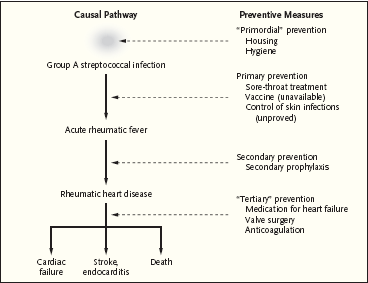 Causal Pathway
Preventive Measures
"Primordial" prevention
Housing
Hygiene
Group A streptococcal infection
Primary prevention
Sore-throat treatment
Vaccine (unavailable)
Control of skin infections
(unproved)
Acute rheumatic fever
Secondary prevention
Secondary prophylaxis
Rheumatic heart disease
"Tertiary" prevention
Medication for heart failure
Valve surgery
Anticoagulation
Cardiac
failure
Stroke,
endocarditis
Death